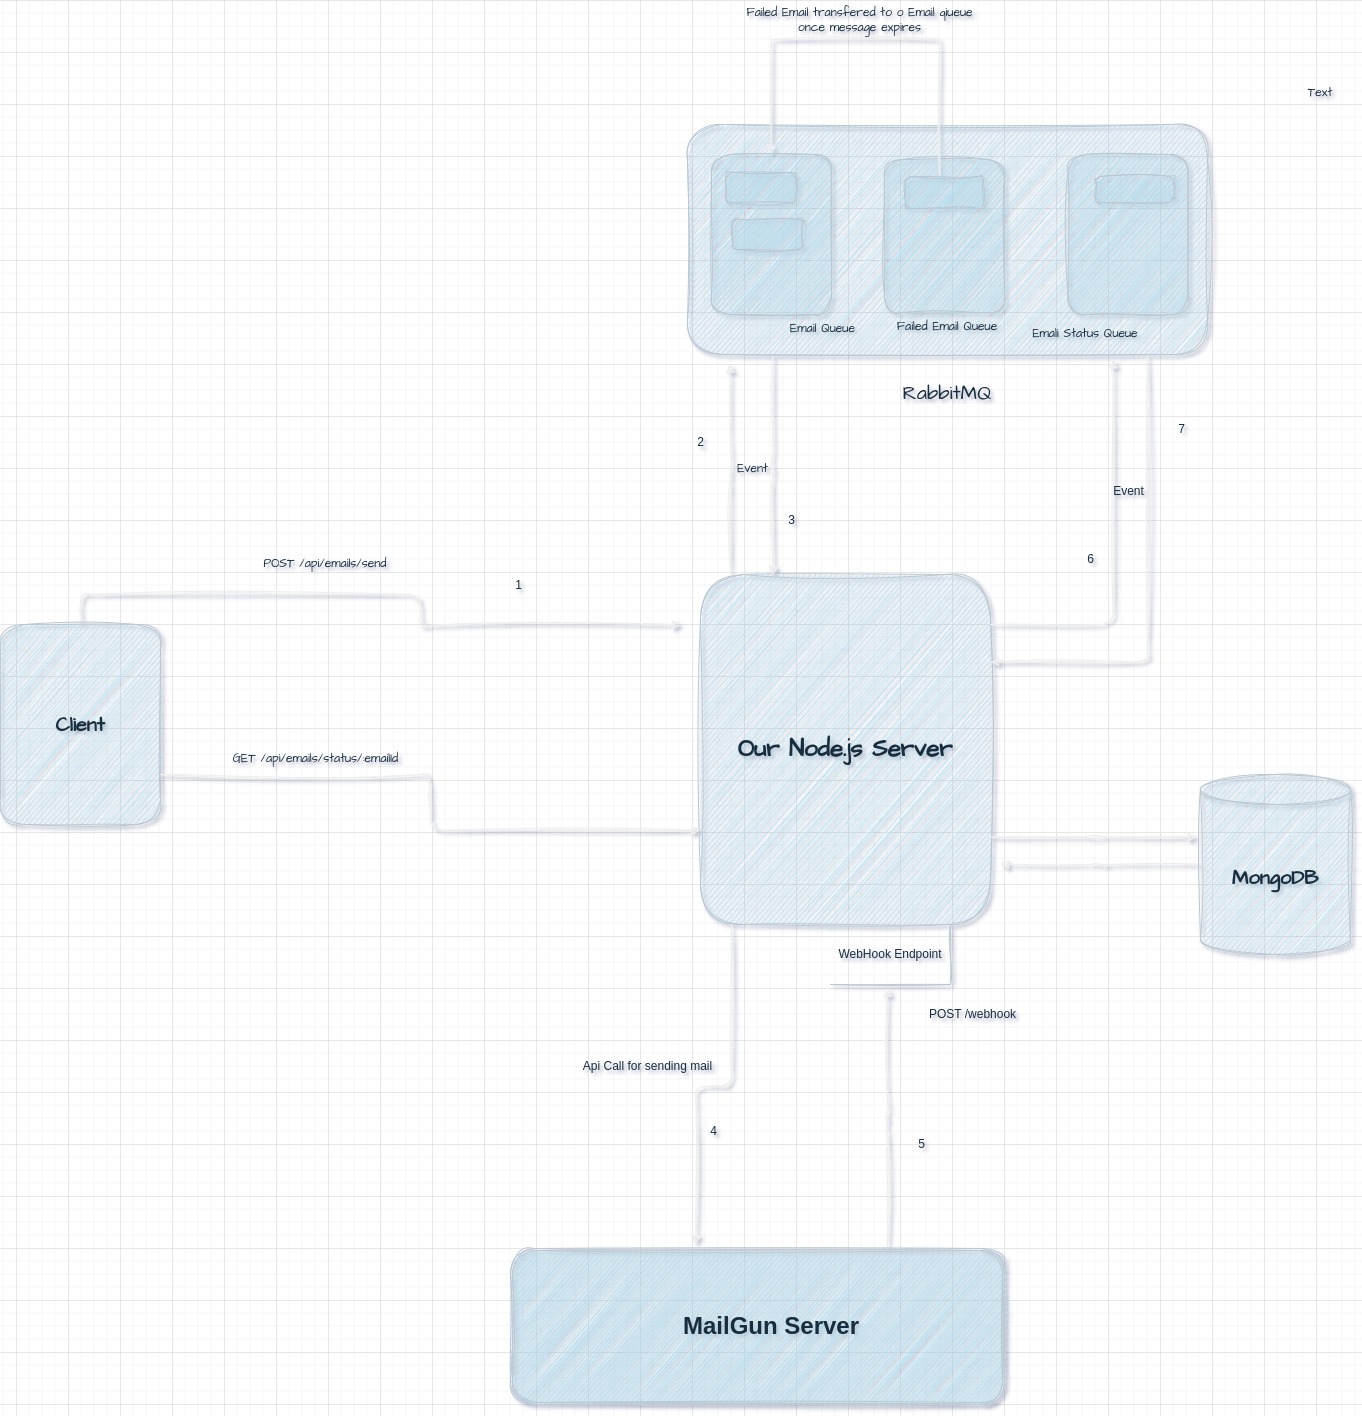 Failed Email transfered to o Email qiueue
once message expires
Text
Email Queue
Failed Email Queue
Emali Status Queue
RabbitMQ
2
7
Event
Event
3
6
POST /api/emails/send
1
Client
Our Node.js Server
GET /api/emails/status/:emailId
MongoDB
WebHook Endpoint
POST /webhook
Api Call for sending mail
4
5
MailGun Server